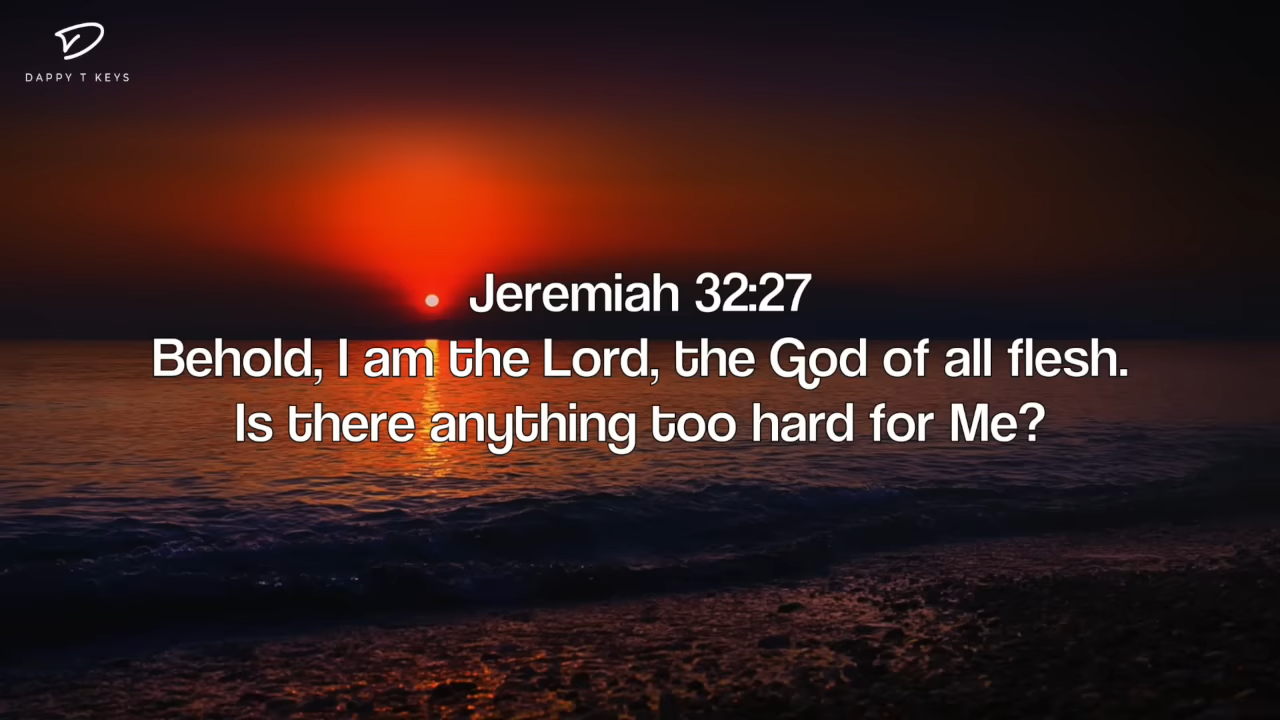 DAPPY T KEYS
Jeremiah 32:27
Behold, I am the Lord, the God of all flesh.
Is there anything too hard for Me?